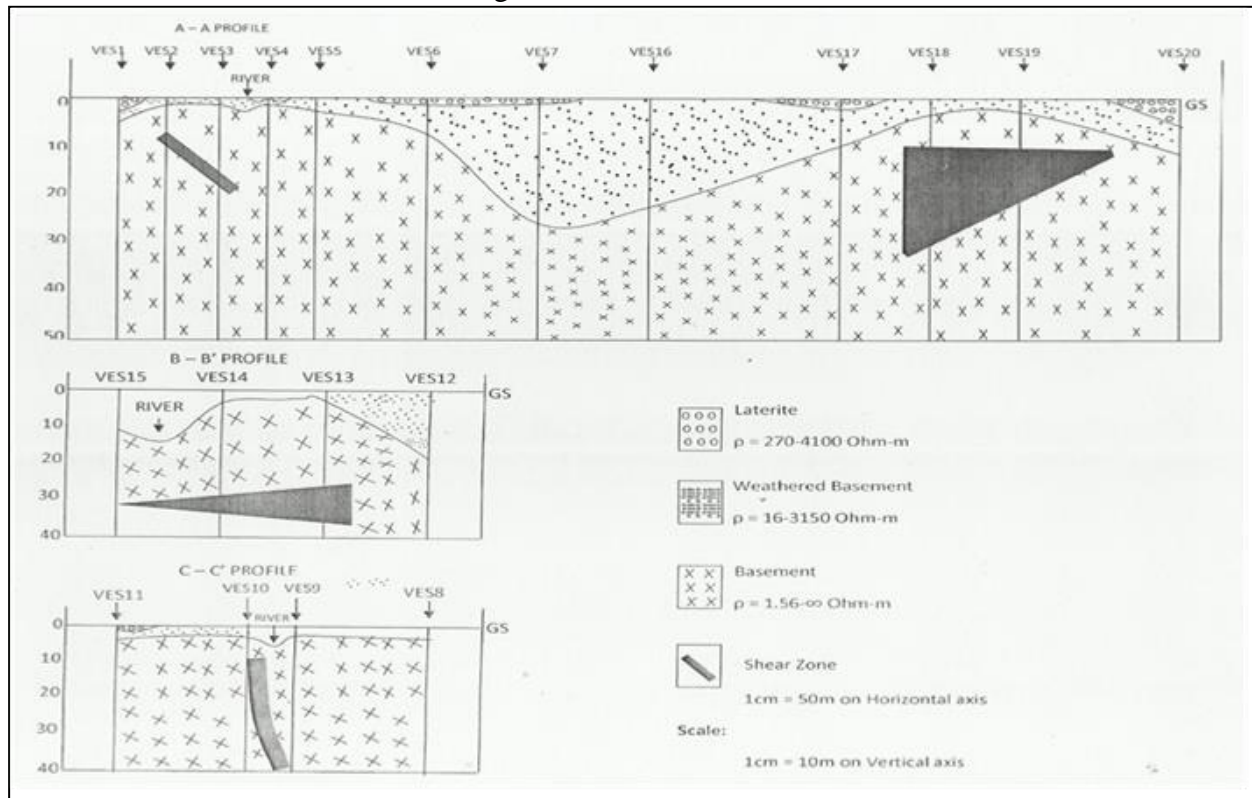 A – A PROFILE
VES1 VES2 VES3 VES4 VES5 VES6 VES7 VES16 VES17 VES18 VES19 VES20
RIVER
0 GS
10
20
30
40
50
B – B' PROFILE
VES15 VES14 VES13 VES12
0 GS
RIVER
10
20
30
40
C – C' PROFILE
VES11 VES10 VES9 VES8
RIVER
0 GS
10
20
30
40
Laterite
ρ = 270-4100 Ohm-m
Weathered Basement
ρ = 16-3150 Ohm-m
Basement
ρ = 1.56-∞ Ohm-m
Shear Zone
1cm = 50m on Horizontal axis
Scale:
1cm = 10m on Vertical axis